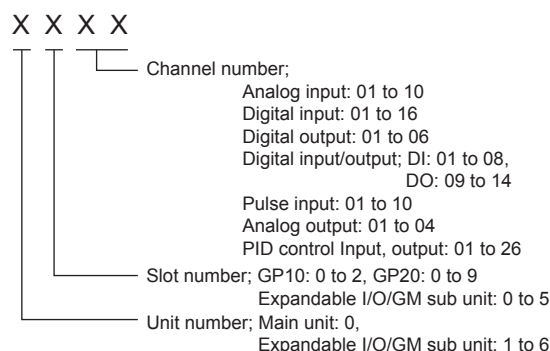 X X X X
Channel number;
Analog input: 01 to 10
Digital input: 01 to 16
Digital output: 01 to 06
Digital input/output; DI: 01 to 08,
DO: 09 to 14
Pulse input: 01 to 10
Analog output: 01 to 04
PID control Input, output: 01 to 26
Slot number; GP10: 0 to 2, GP20: 0 to 9
Expandable I/O/GM sub unit: 0 to 5
Unit number; Main unit: 0,
Expandable I/O/GM sub unit: 1 to 6